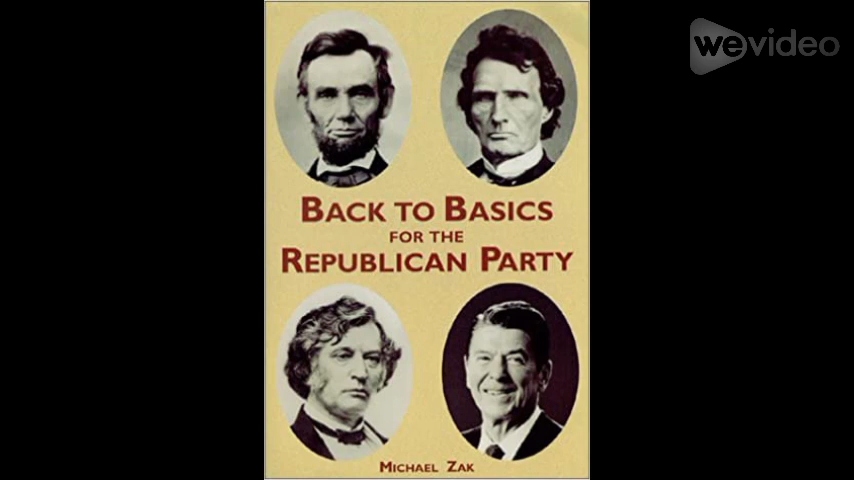 wevideo
BACK TO BASICS
FOR THE
REPUBLICAN PARTY
MICHAEL ZAK